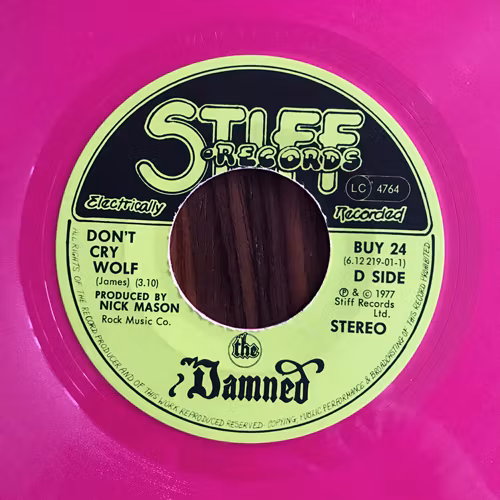 STIFF
RECORDS
LC 4764
Electrically
Recorded
DON'T
CRY
WOLF
(James) (3.10)
PRODUCED BY
NICK MASON
Rock Music Co.
BUY 24
(6.12 219-01-1)
D SIDE
℗ & © 1977
Stiff Records
Ltd.
STEREO
the
Damned
ALL RIGHTS OF THE RECORD PRODUCER AND OF THIS WORK REPRODUCED RESERVED · COPYING, PUBLIC PERFORMANCE & BROADCASTING OF THIS RECORD PROHIBITED